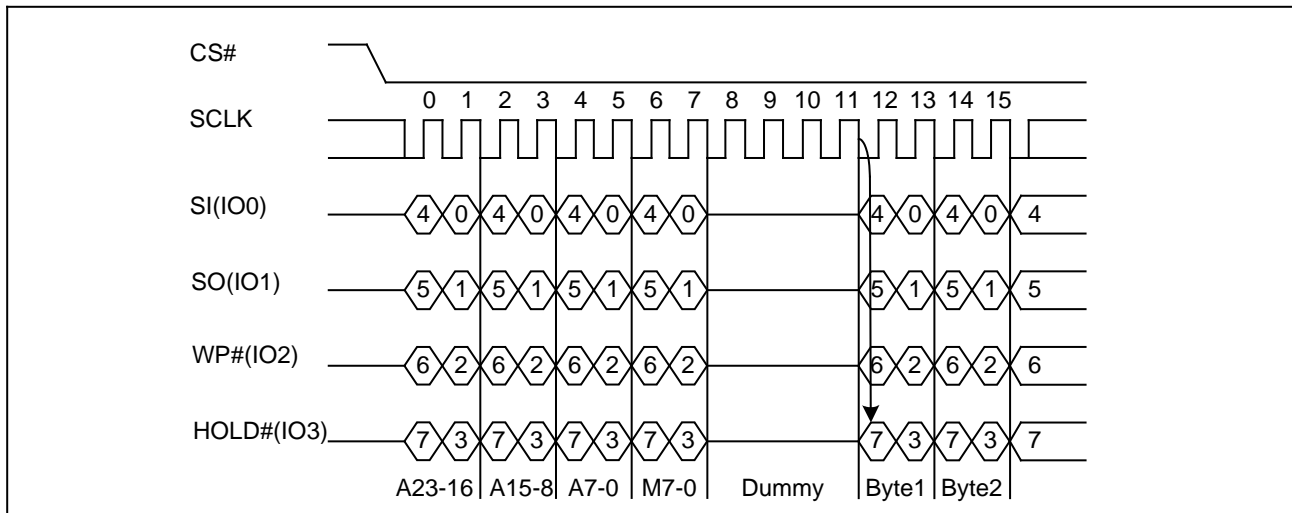 CS#
0 1 2 3 4 5 6 7 8 9 10 11 12 13 14 15
SCLK
SI(IO0) 4 0 4 0 4 0 4 0 4 0 4 0 4
SO(IO1) 5 1 5 1 5 1 5 1 5 1 5 1 5
WP#(IO2) 6 2 6 2 6 2 6 2 6 2 6 2 6
HOLD#(IO3) 7 3 7 3 7 3 7 3 7 3 7 3 7
A23-16 A15-8 A7-0 M7-0 Dummy Byte1 Byte2